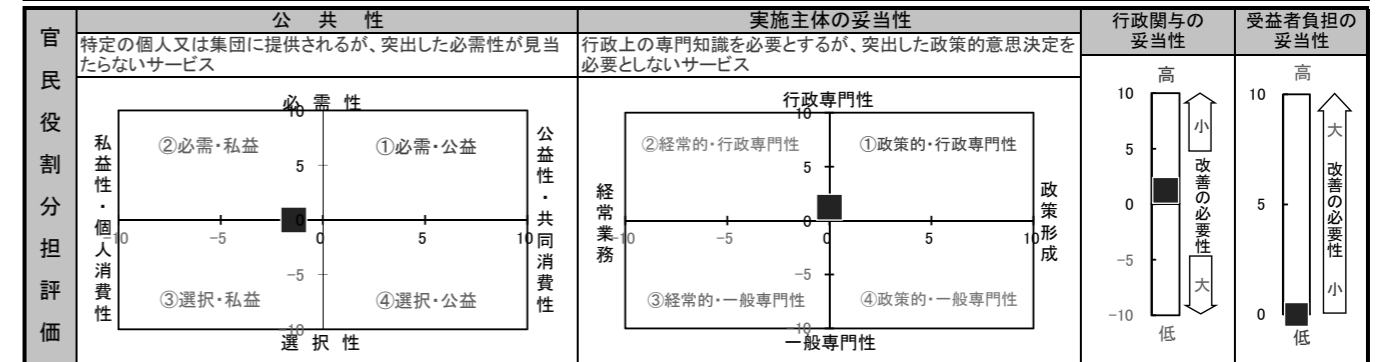 官民役割分担評価
公共性
特定の個人又は集団に提供されるが、突出した必需性が見当
たらないサービス
必需性
10
②必需・私益
①必需・公益
5
私益性・個人消費性
公益性・共同消費性
0
-10
-5
0
5
10
-5
③選択・私益
④選択・公益
-10
選択性
実施主体の妥当性
行政上の専門知識を必要とするが、突出した政策的意思決定を
必要としないサービス
行政専門性
10
②経常的・行政専門性
①政策的・行政専門性
5
経常業務
政策形成
-10
-5
0
5
10
-5
③経常的・一般専門性
④政策的・一般専門性
-10
一般専門性
行政関与の
妥当性
高
10
5
0
-5
-10
低
小
改善の必要性
大
受益者負担の
妥当性
高
10
5
0
低
大
改善の必要性
小